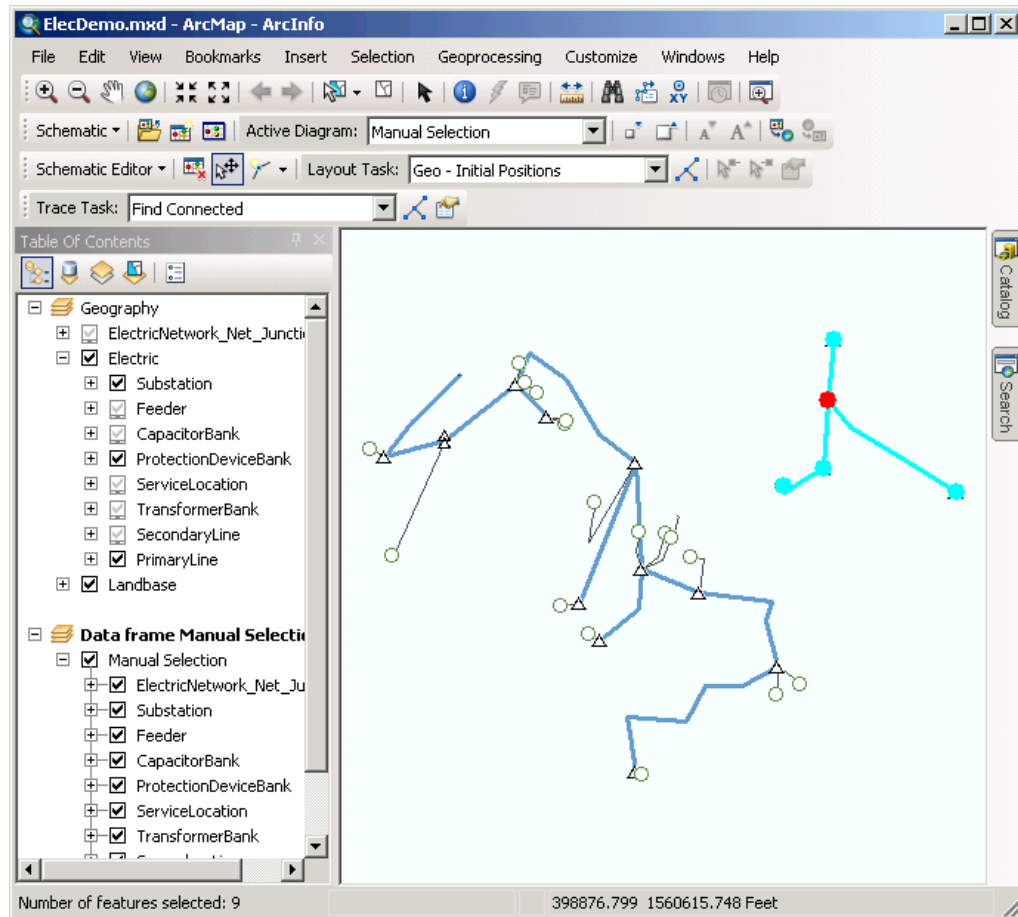 ElecDemo.mxd - ArcMap - ArcInfo
File Edit View Bookmarks Insert Selection Geoprocessing Customize Windows Help
XY
Schematic Active Diagram: Manual Selection A A
Schematic Editor Layout Task: Geo - Initial Positions
Trace Task: Find Connected
Table Of Contents
Geography
ElectricNetwork_Net_Juncti
Electric
Substation
Feeder
CapacitorBank
ProtectionDeviceBank
ServiceLocation
TransformerBank
SecondaryLine
PrimaryLine
Landbase
Data frame Manual Selecti
Manual Selection
ElectricNetwork_Net_Ju
Substation
Feeder
CapacitorBank
ProtectionDeviceBank
ServiceLocation
TransformerBank
Catalog
Search
Number of features selected: 9
398876.799 1560615.748 Feet